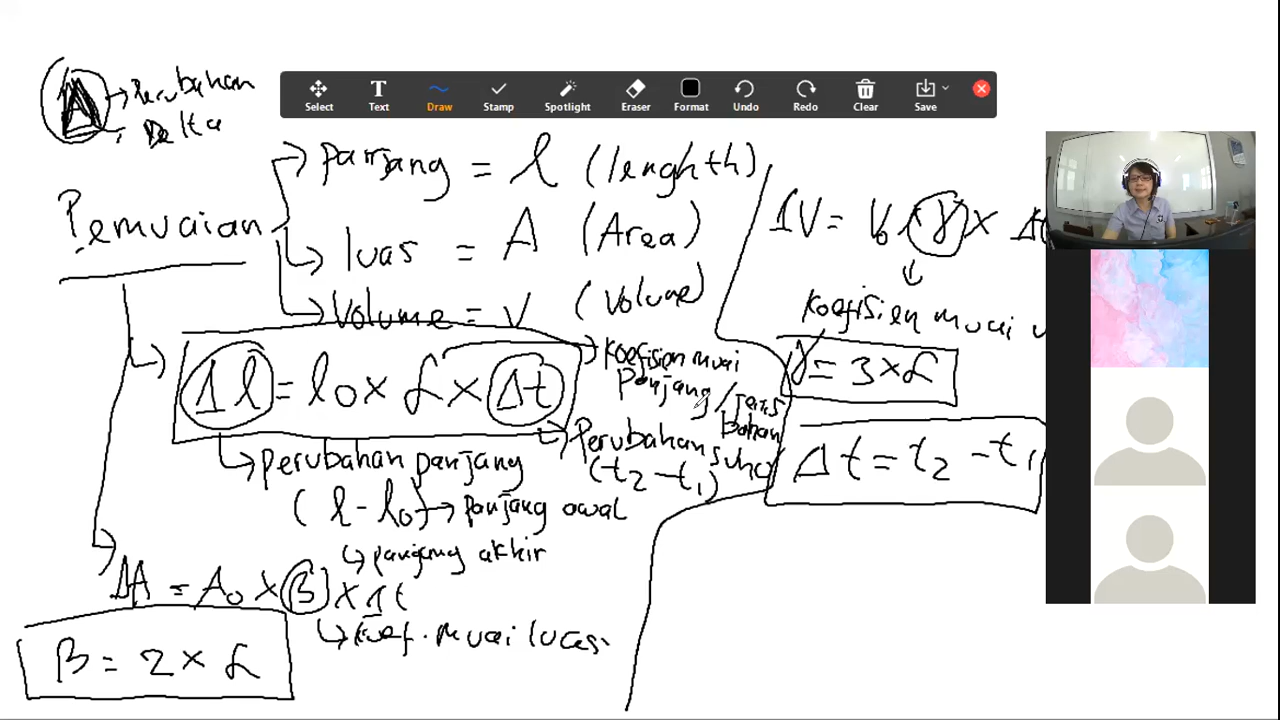 Select Text Draw Stamp Spotlight Eraser Format Undo Redo Clear Save
Δ → Perubahan
Delta
Pemuaian
→ panjang = l (lenghth)
→ luas = A (Area)
→ Volume = V (Volume)
Δl = l0 × α × Δt
→ koefisien muai
panjang / jenis
bahan
→ Perubahan suhu
(t2 - t1)
→ perubahan panjang
(l - l0) → panjang awal
↳ panjang akhir
ΔA = A0 × β × Δt
↳ koef. muai luas
β = 2 × α
ΔV = V0 × γ × Δt
↓
koefisien muai v
γ = 3 × α
Δt = t2 - t1